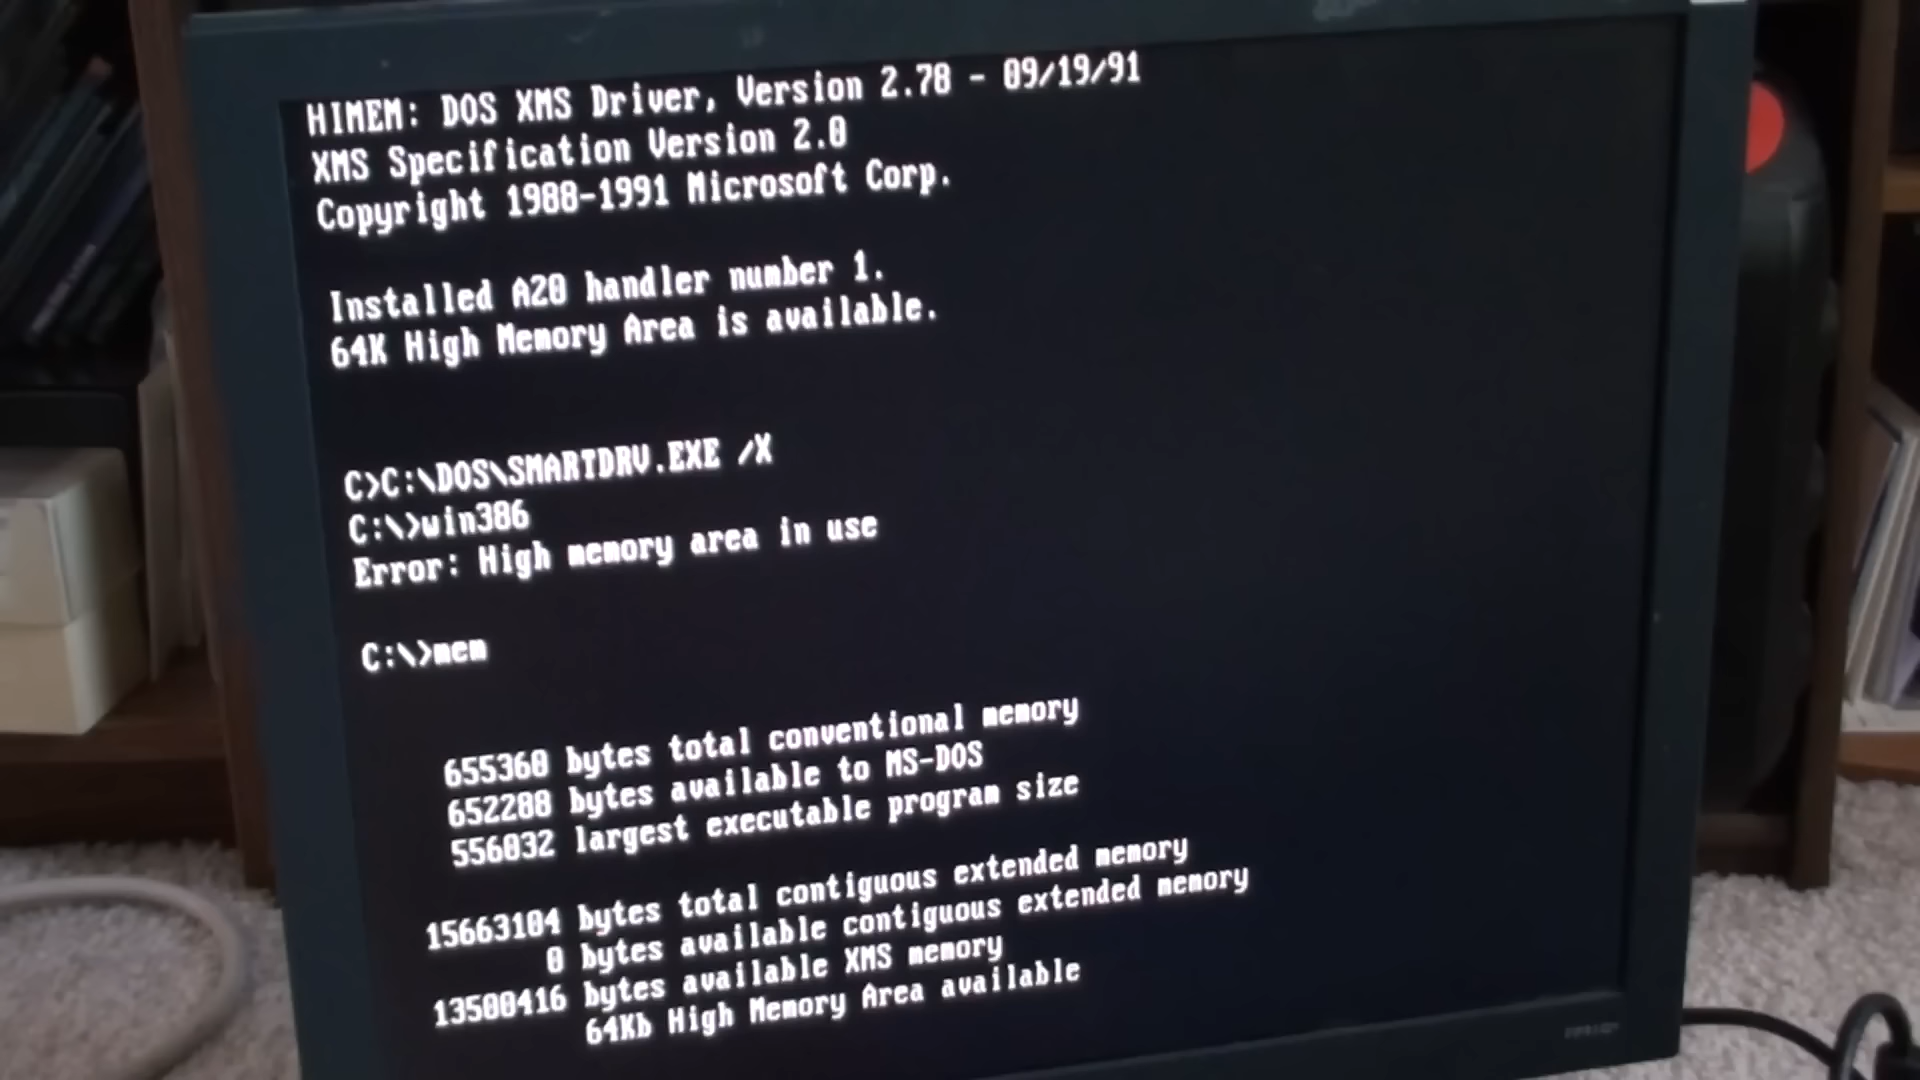 HIMEM: DOS XMS Driver, Version 2.78 - 09/19/91
XMS Specification Version 2.0
Copyright 1988-1991 Microsoft Corp.
Installed A20 handler number 1.
64K High Memory Area is available.
C>C:\DOS\SMARTDRV.EXE /X
C:\>win386
Error: High memory area in use
C:\>mem
655360 bytes total conventional memory
652288 bytes available to MS-DOS
556032 largest executable program size
15663104 bytes total contiguous extended memory
0 bytes available contiguous extended memory
13500416 bytes available XMS memory
64Kb High Memory Area available